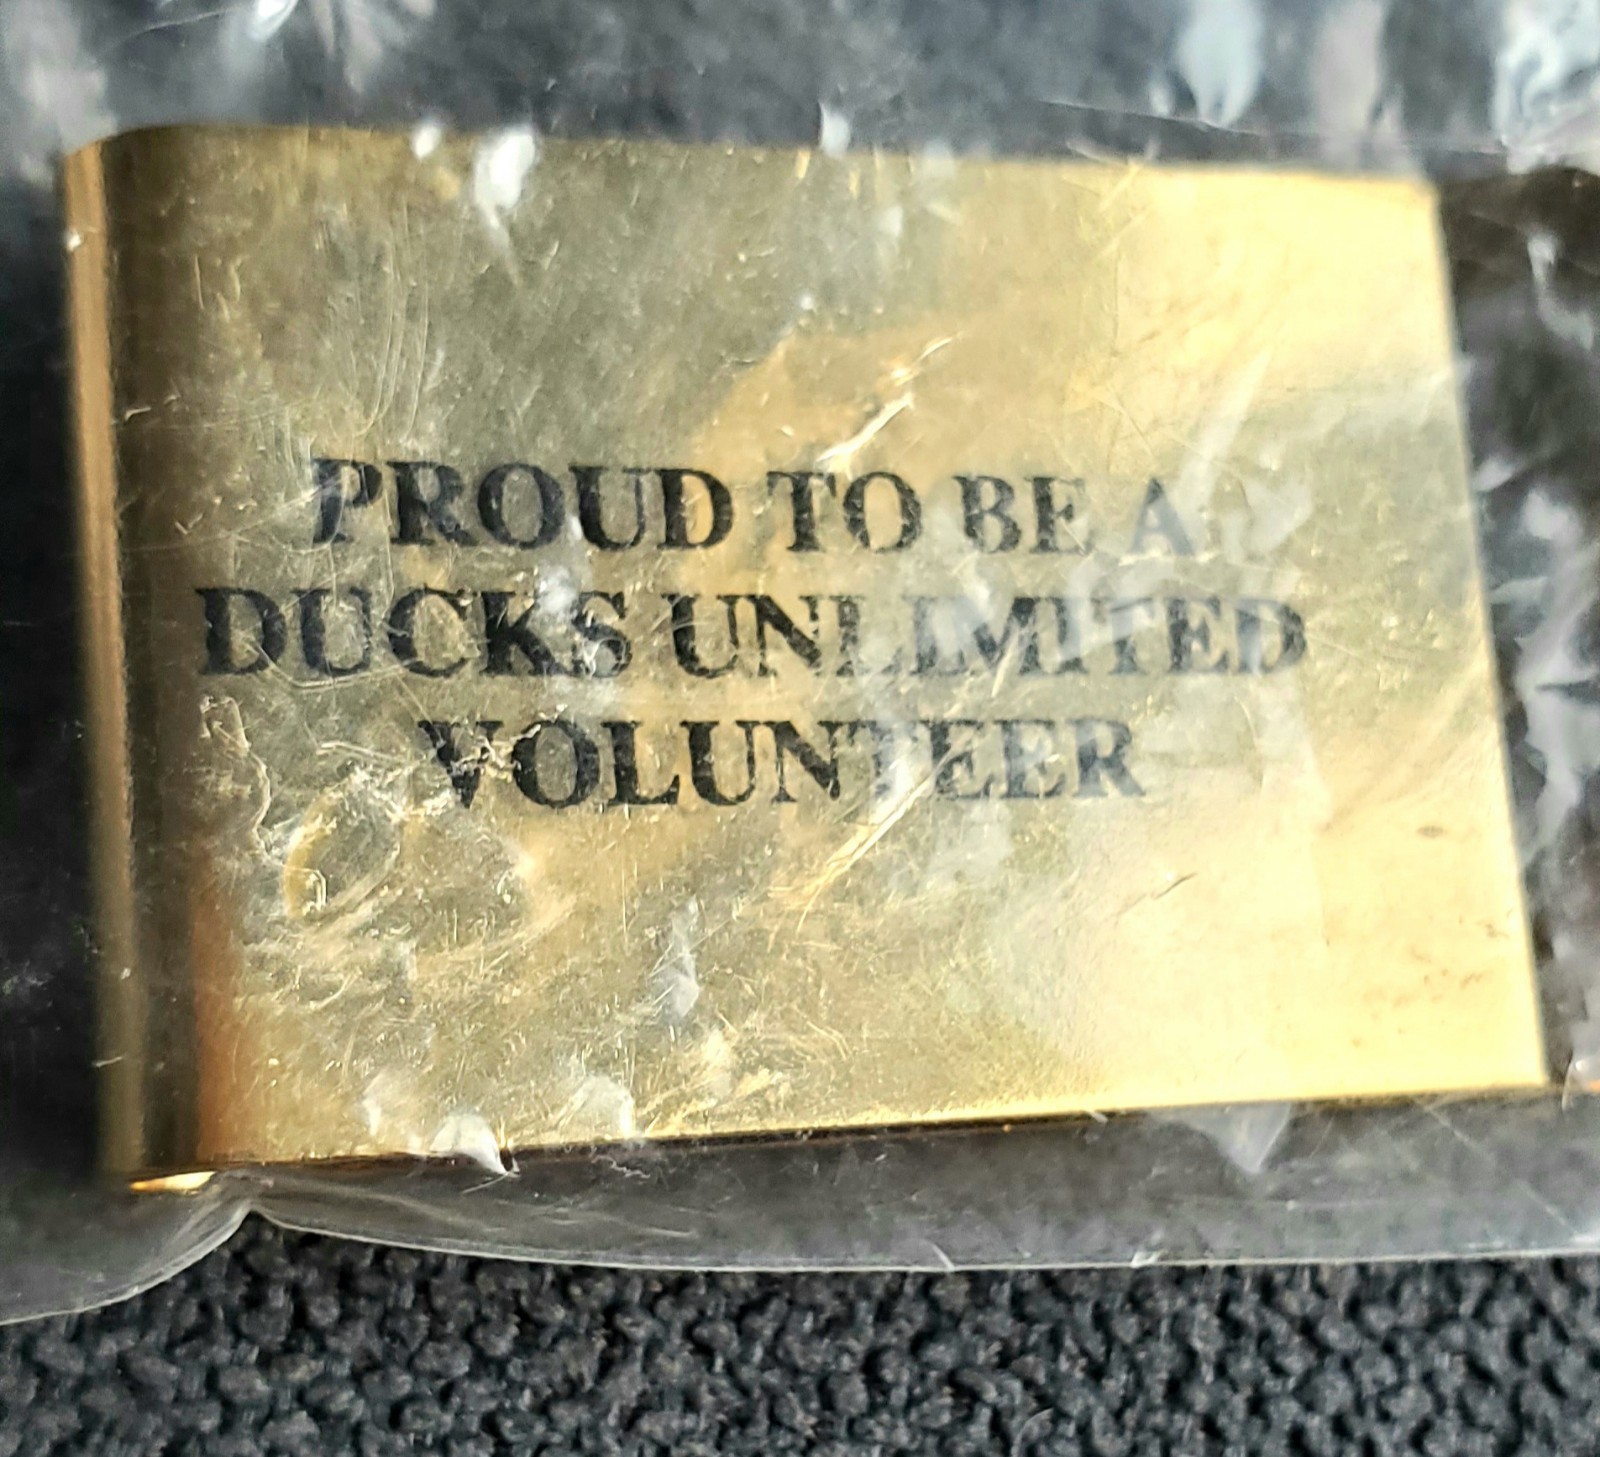 PROUD TO BE A
DUCKS UNLIMITED
VOLUNTEER